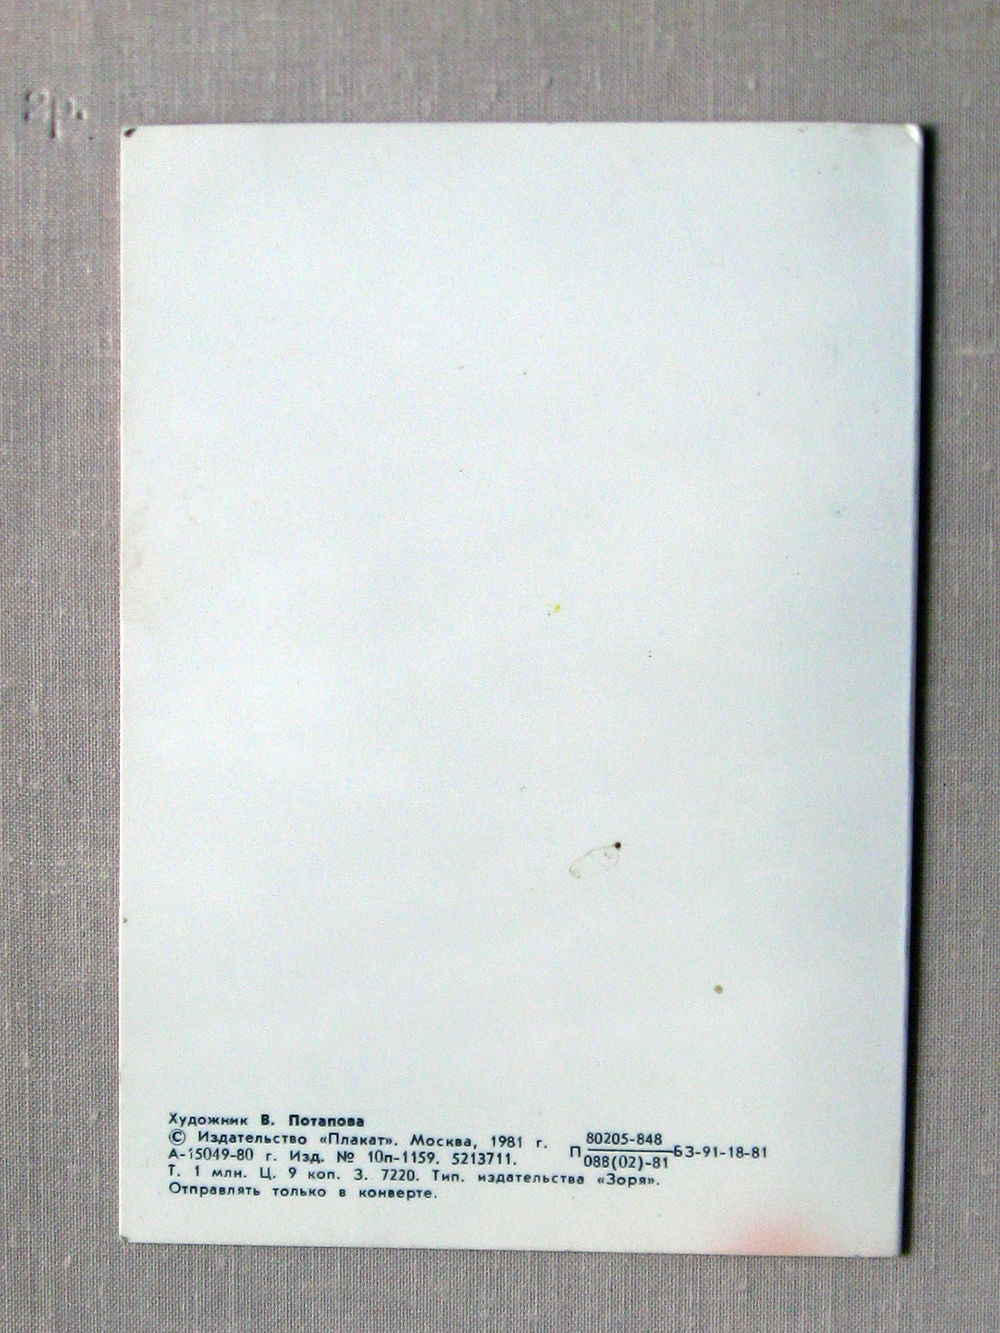 Художник В. Потапова
© Издательство «Плакат». Москва, 1981 г.
А-15049-80 г. Изд. № 10п-1159. 5213711.
Т. 1 млн. Ц. 9 коп. З. 7220. Тип. издательства «Зоря».
Отправлять только в конверте.
80205-848
П БЗ-91-18-81
088(02)-81